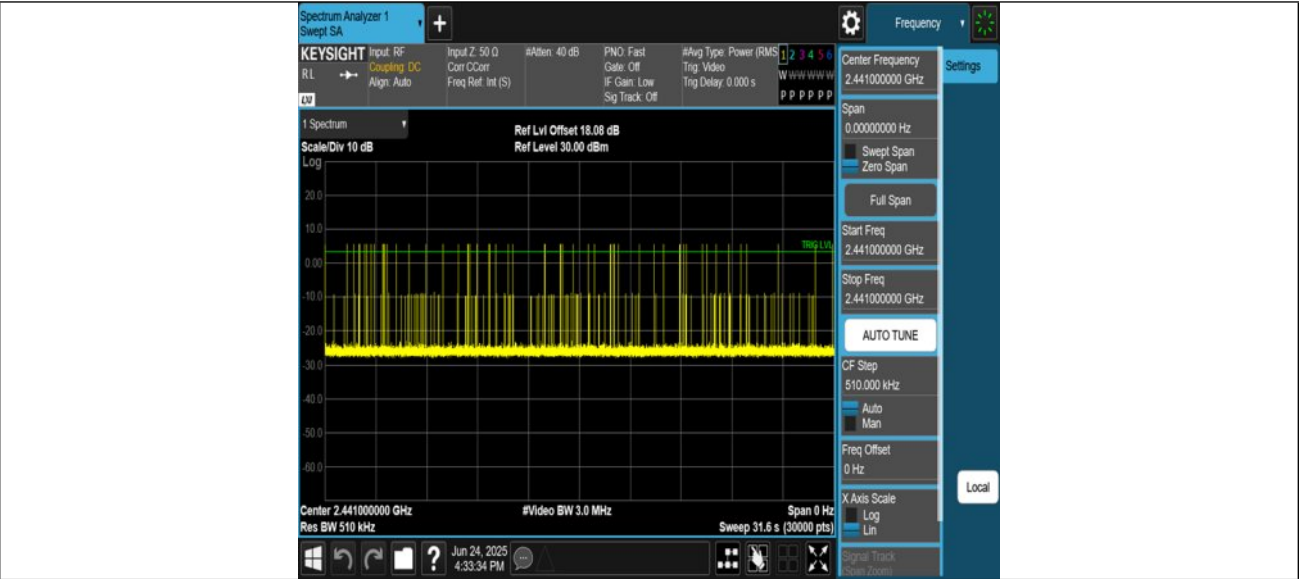 Spectrum Analyzer 1
Swept SA
+
Frequency
KEYSIGHT
RL
LXI
Input: RF
Coupling: DC
Align: Auto
Input Z: 50 Ω
Corr CCorr
Freq Ref: Int (S)
#Atten: 40 dB
PNO: Fast
Gate: Off
IF Gain: Low
Sig Track: Off
#Avg Type: Power (RMS
Trig: Video
Trig Delay: 0.000 s
1 2 3 4 5 6
W W W W W W
P P P P P P
1 Spectrum
Scale/Div 10 dB
Ref Lvl Offset 18.08 dB
Ref Level 30.00 dBm
Log
20.0
10.0
0.00
-10.0
-20.0
-30.0
-40.0
-50.0
-60.0
TRIG LVL
Center 2.441000000 GHz
#Video BW 3.0 MHz
Span 0 Hz
Res BW 510 kHz
Sweep 31.6 s (30000 pts)
Center Frequency
2.441000000 GHz
Settings
Span
0.00000000 Hz
Swept Span
Zero Span
Full Span
Start Freq
2.441000000 GHz
Stop Freq
2.441000000 GHz
AUTO TUNE
CF Step
510.000 kHz
Auto
Man
Freq Offset
0 Hz
X Axis Scale
Log
Lin
Signal Track
(Span Zoom)
Local
?
Jun 24, 2025
4:33:34 PM